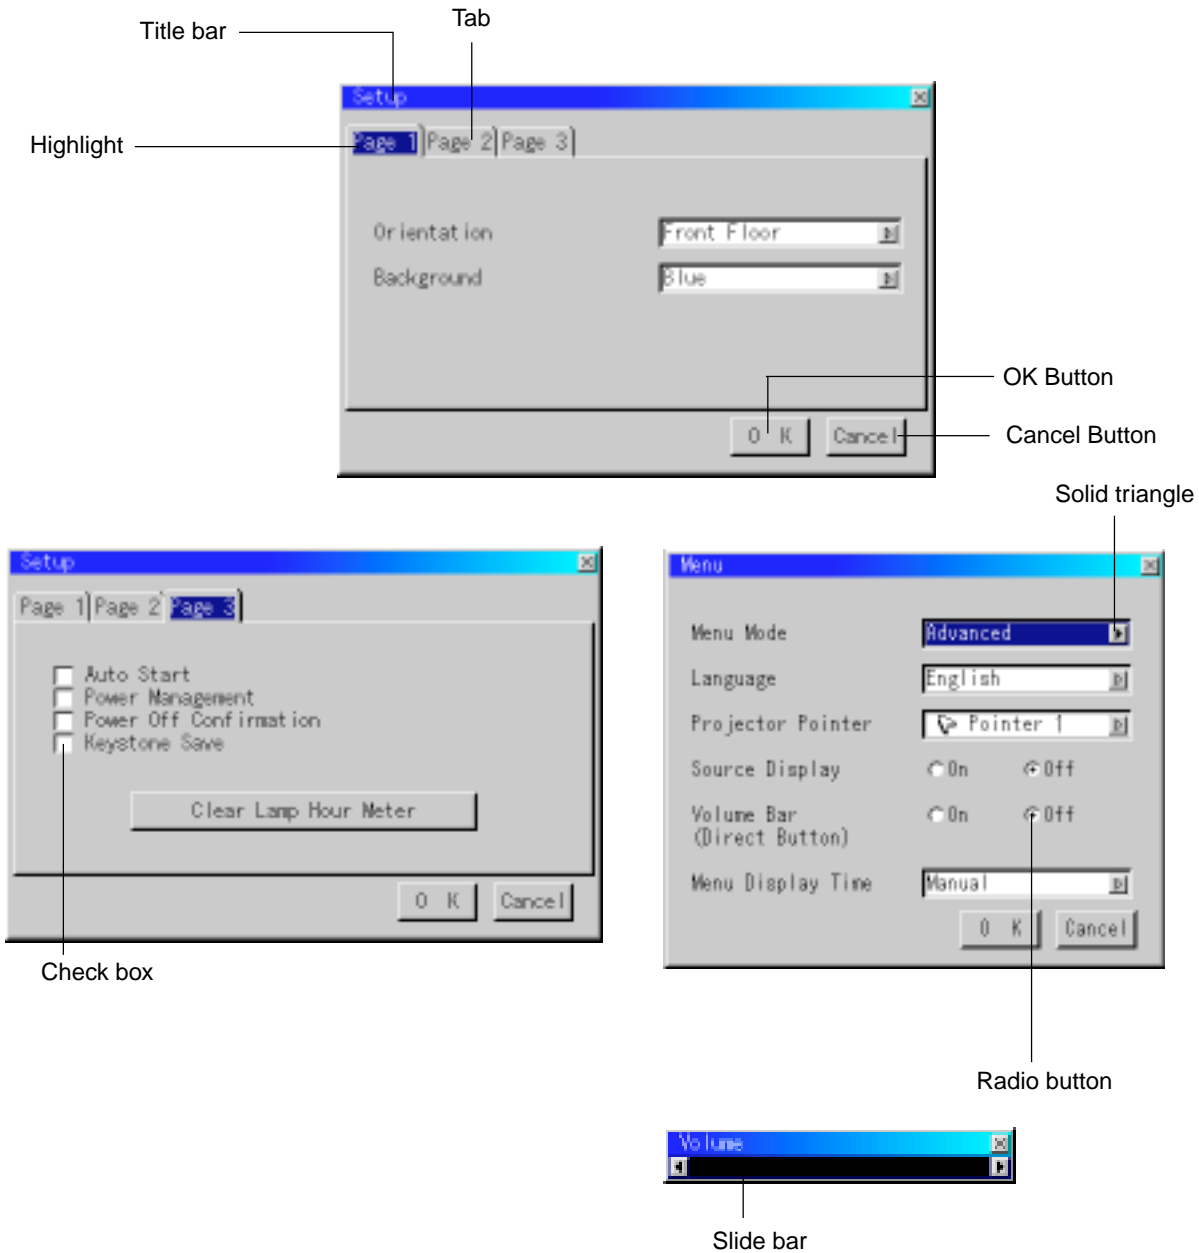 Tab
Title bar
Setup
Highlight
Page 1 Page 2 Page 3
Orientation Front Floor
Background Blue
OK Button
O K Cancel
Cancel Button
Solid triangle
Setup
Page 1 Page 2 Page 3
Auto Start
Power Management
Power Off Confirmation
Keystone Save
Clear Lamp Hour Meter
O K Cancel
Check box
Menu
Menu Mode Advanced
Language English
Projector Pointer Pointer 1
Source Display On Off
Volume Bar On Off
(Direct Button)
Menu Display Time Manual
O K Cancel
Radio button
Volume
Slide bar